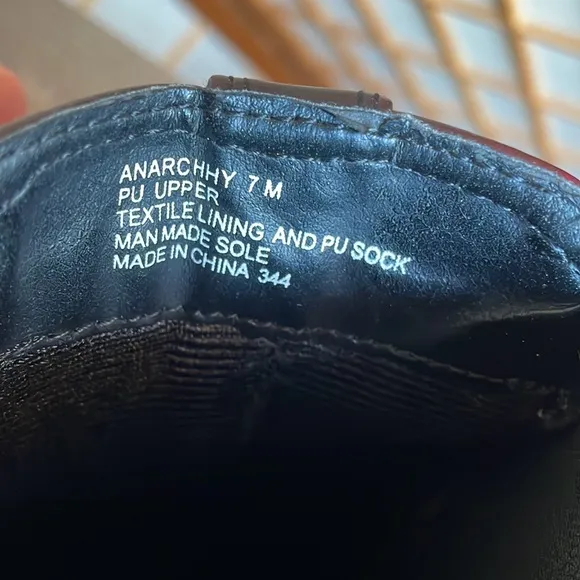 ANARCHHY 7 M
PU UPPER
TEXTILE LINING AND PU SOCK
MAN MADE SOLE
MADE IN CHINA 344